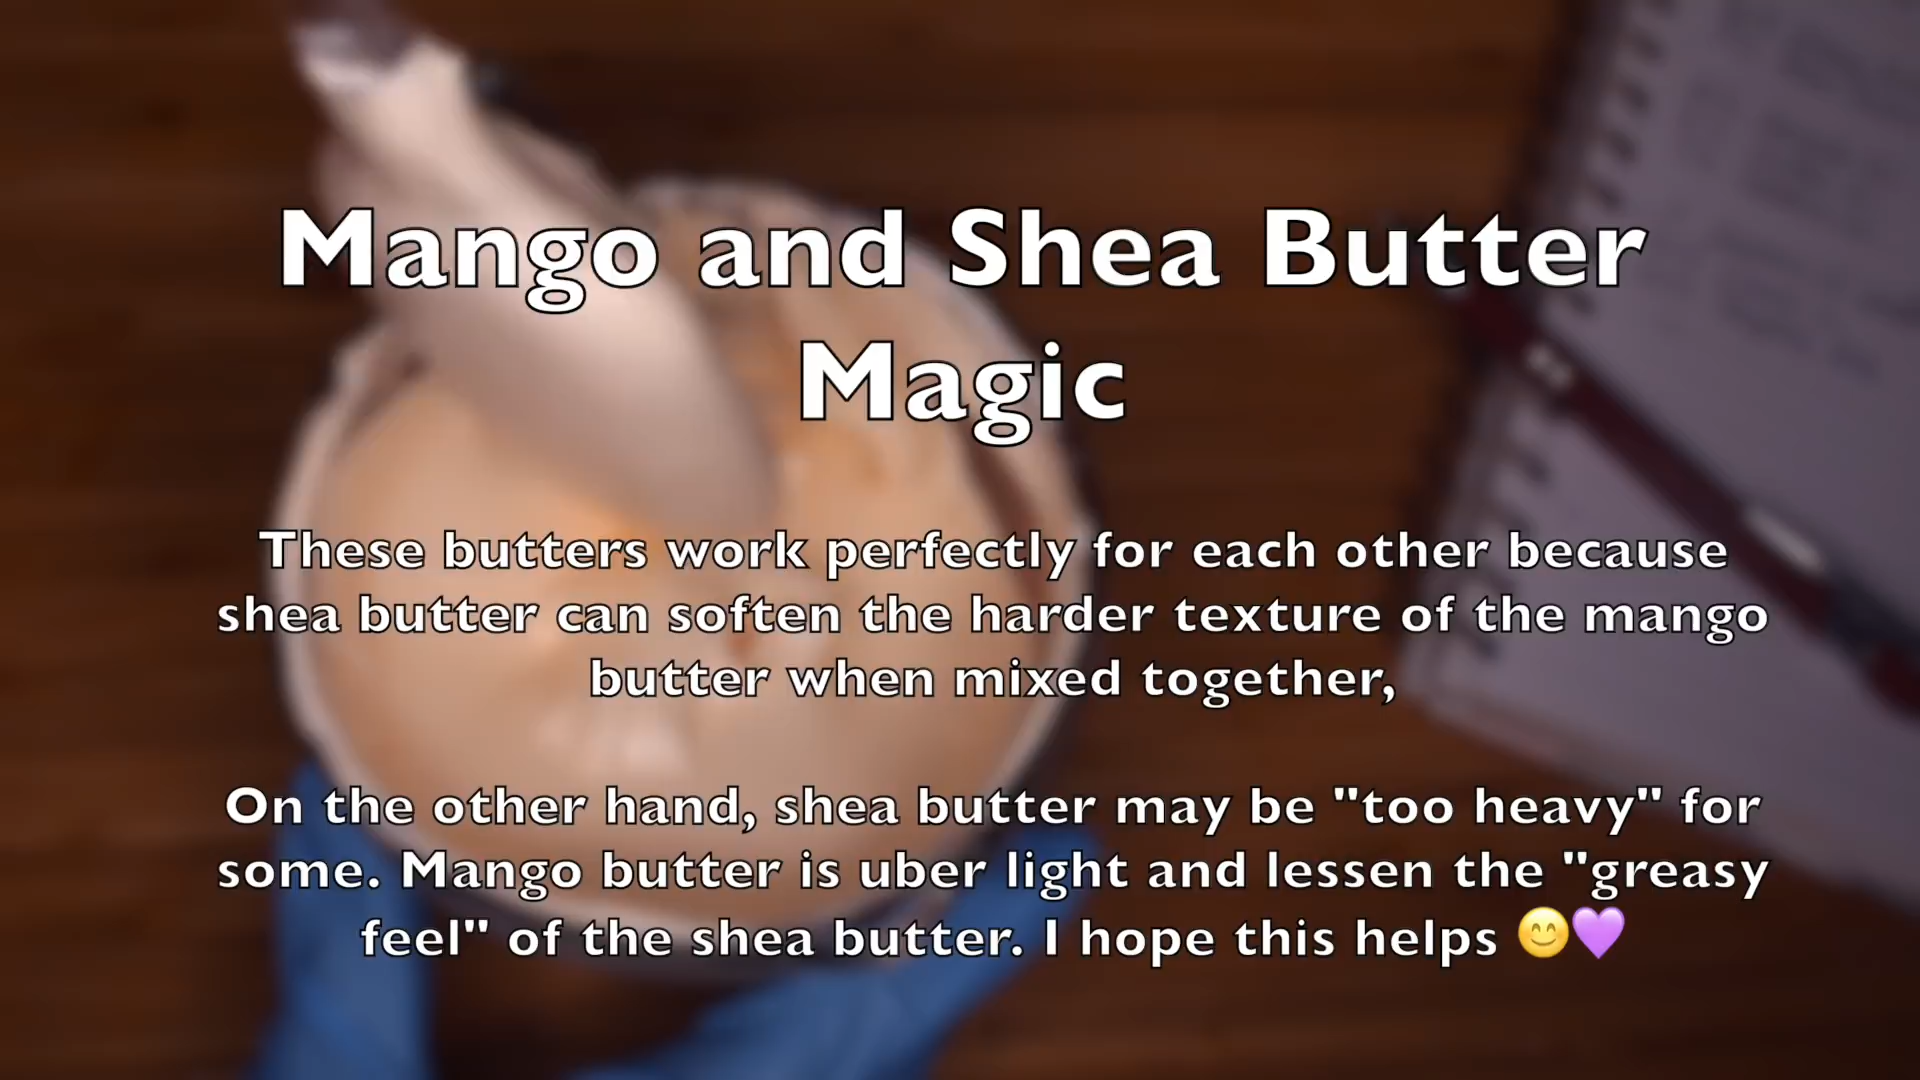 Mango and Shea Butter
Magic
These butters work perfectly for each other because
shea butter can soften the harder texture of the mango
butter when mixed together,
On the other hand, shea butter may be "too heavy" for
some. Mango butter is uber light and lessen the "greasy
feel" of the shea butter. I hope this helps 😊💜